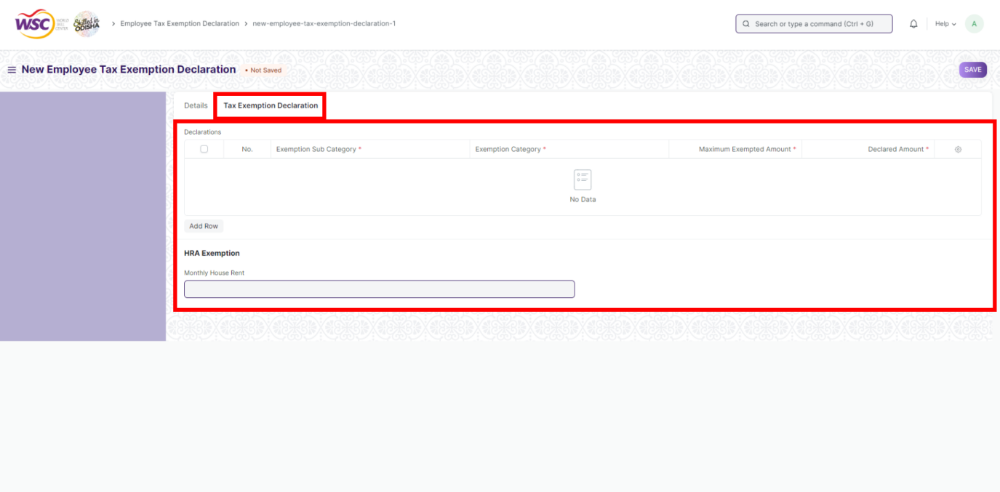 WSC WORLD SKILL CENTER Skilled in ODISHA > Employee Tax Exemption Declaration > new-employee-tax-exemption-declaration-1 Search or type a command (Ctrl + G) Help A
New Employee Tax Exemption Declaration • Not Saved SAVE
Details Tax Exemption Declaration
Declarations
No. Exemption Sub Category * Exemption Category * Maximum Exempted Amount * Declared Amount *
No Data
Add Row
HRA Exemption
Monthly House Rent